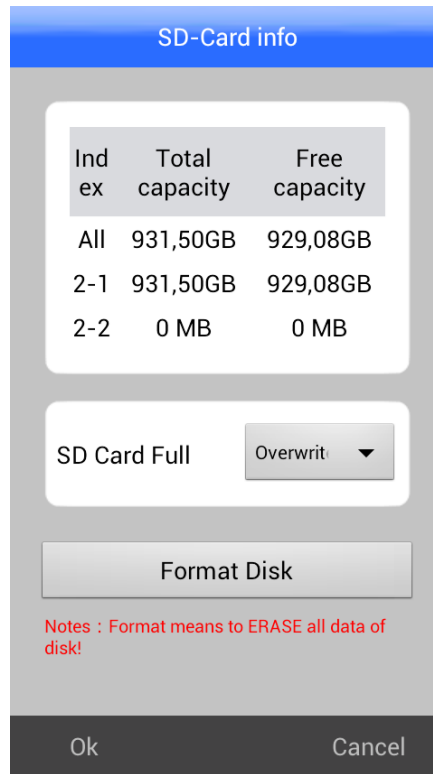 SD-Card info
Ind Total Free
ex capacity capacity
All 931,50GB 929,08GB
2-1 931,50GB 929,08GB
2-2 0 MB 0 MB
SD Card Full Overwrit
Format Disk
Notes : Format means to ERASE all data of
disk!
Ok Cancel